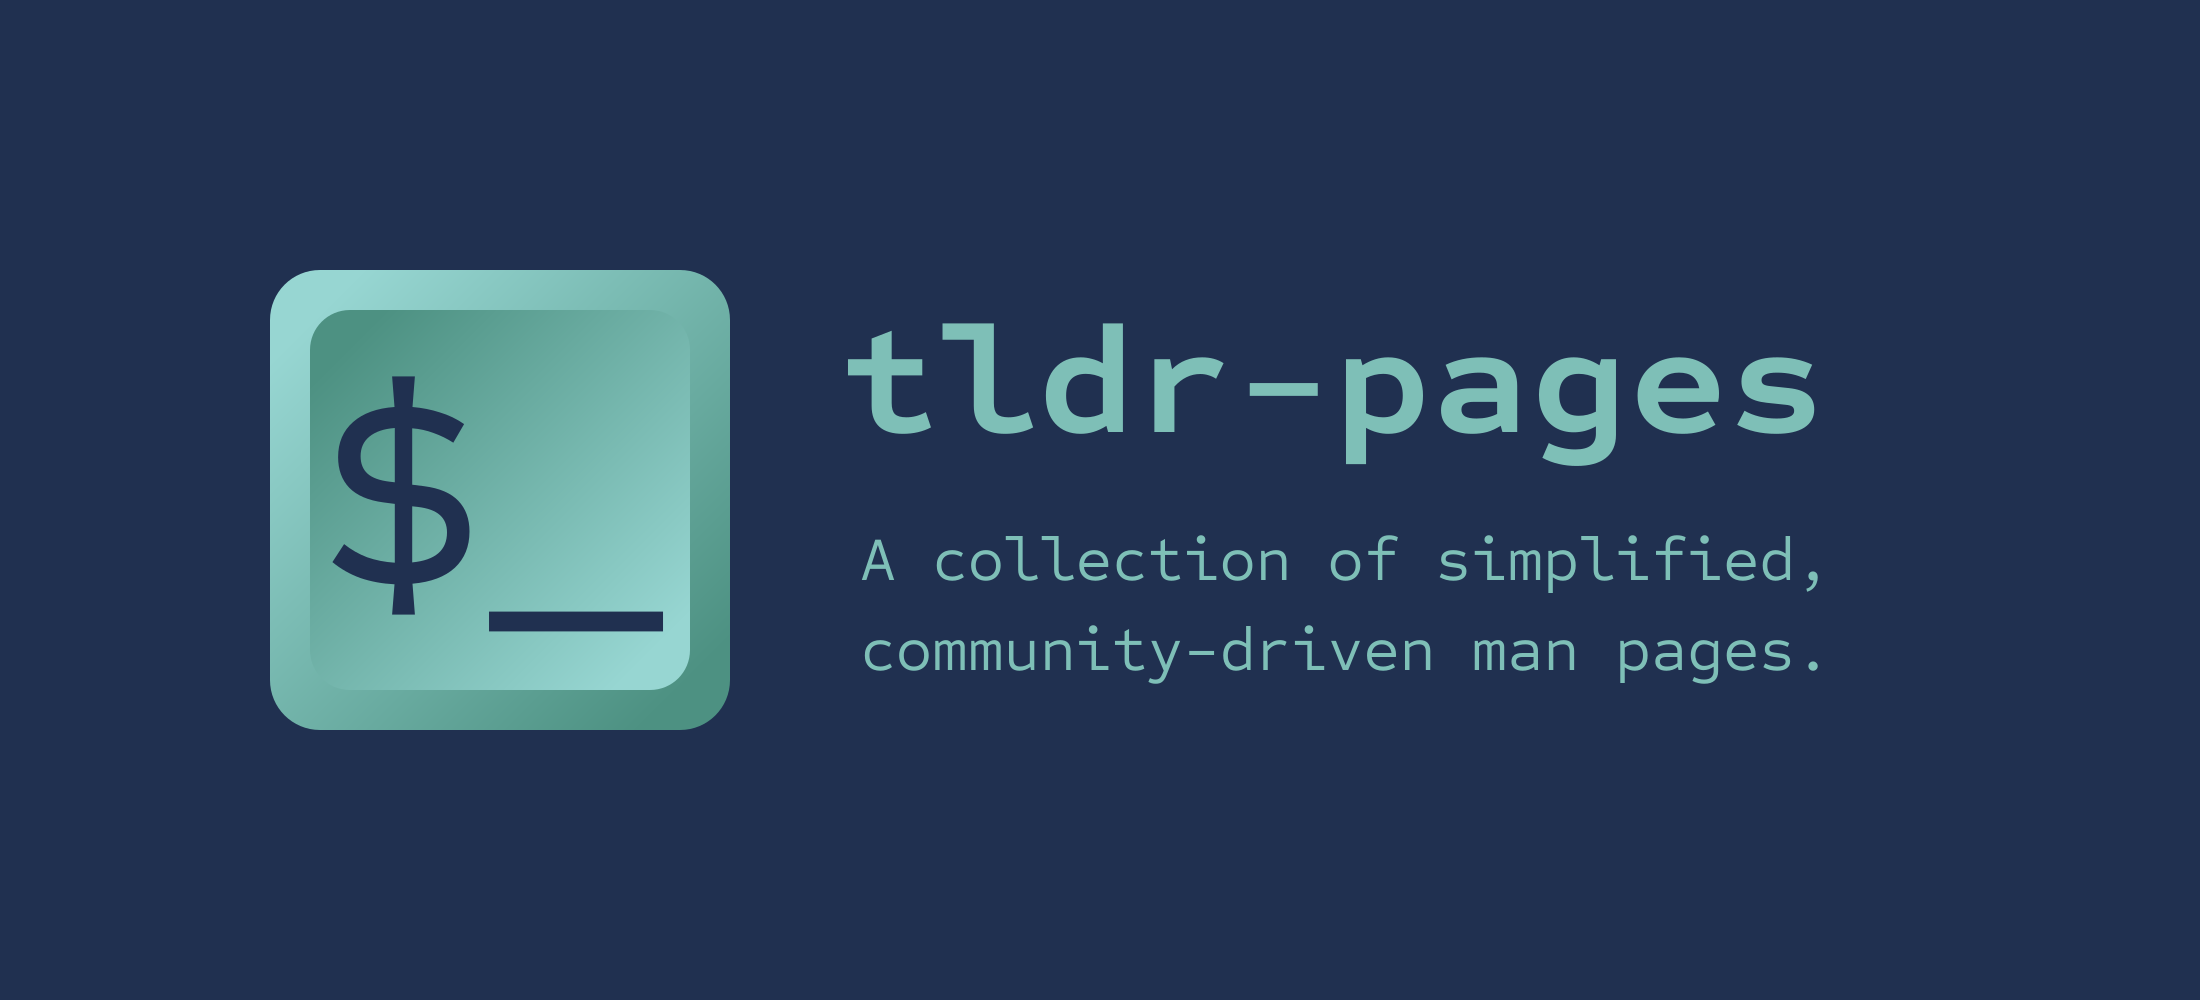 $_
tldr-pages
A collection of simplified,
community-driven man pages.